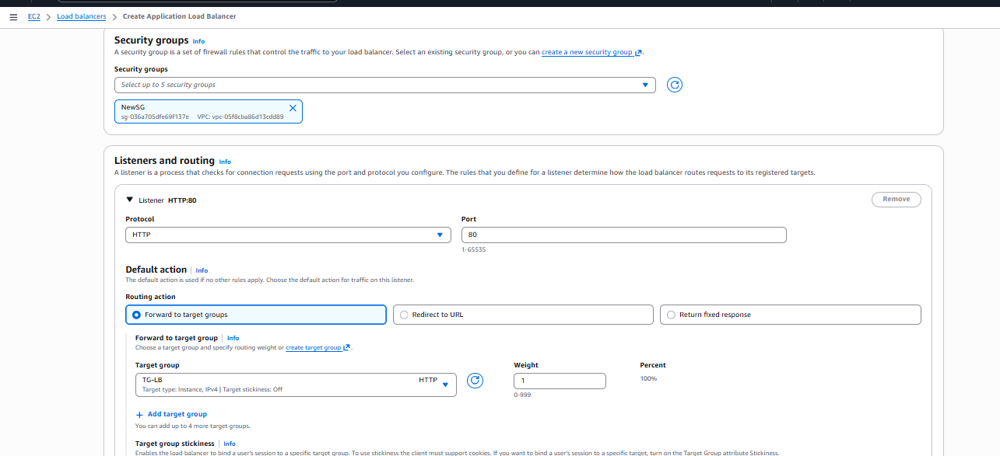 EC2 > Load balancers > Create Application Load Balancer
Security groups Info
A security group is a set of firewall rules that control the traffic to your load balancer. Select an existing security group, or you can create a new security group.
Security groups
Select up to 5 security groups
NewSG
sg-036a705dfe69f137e VPC: vpc-05f8cba86d13cdd89
Listeners and routing Info
A listener is a process that checks for connection requests using the port and protocol you configure. The rules that you define for a listener determine how the load balancer routes requests to its registered targets.
Listener HTTP:80 Remove
Protocol Port
HTTP 80
1-65535
Default action | Info
The default action is used if no other rules apply. Choose the default action for traffic on this listener.
Routing action
Forward to target groups Redirect to URL Return fixed response
Forward to target group | Info
Choose a target group and specify routing weight or create target group.
Target group Weight Percent
TG-LB HTTP 1 100%
Target type: Instance, IPv4 | Target stickiness: Off
0-999
+ Add target group
You can add up to 4 more target groups.
Target group stickiness | Info
Enables the load balancer to bind a user's session to a specific target group. To use stickiness the client must support cookies. If you want to bind a user's session to a specific target, turn on the Target Group attribute Stickiness.